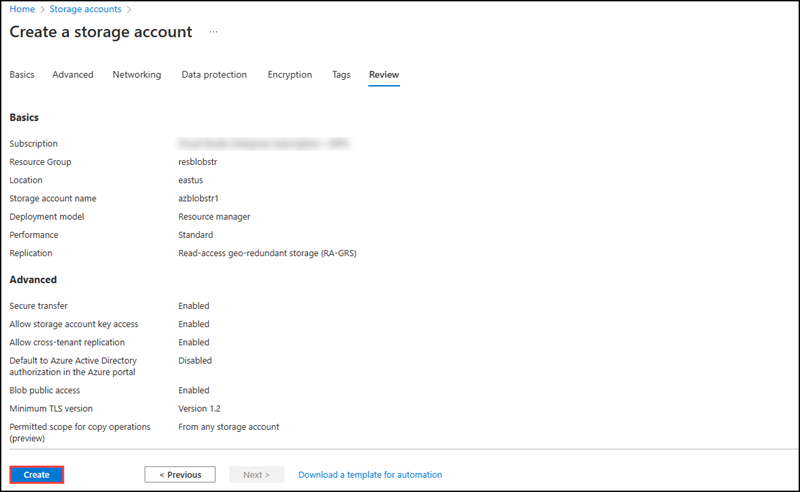 Home > Storage accounts >
Create a storage account ...
Basics Advanced Networking Data protection Encryption Tags Review
Basics
Subscription
Resource Group resblobstr
Location eastus
Storage account name azblobstr1
Deployment model Resource manager
Performance Standard
Replication Read-access geo-redundant storage (RA-GRS)
Advanced
Secure transfer Enabled
Allow storage account key access Enabled
Allow cross-tenant replication Enabled
Default to Azure Active Directory Disabled
authorization in the Azure portal
Blob public access Enabled
Minimum TLS version Version 1.2
Permitted scope for copy operations From any storage account
(preview)
Create < Previous Next > Download a template for automation